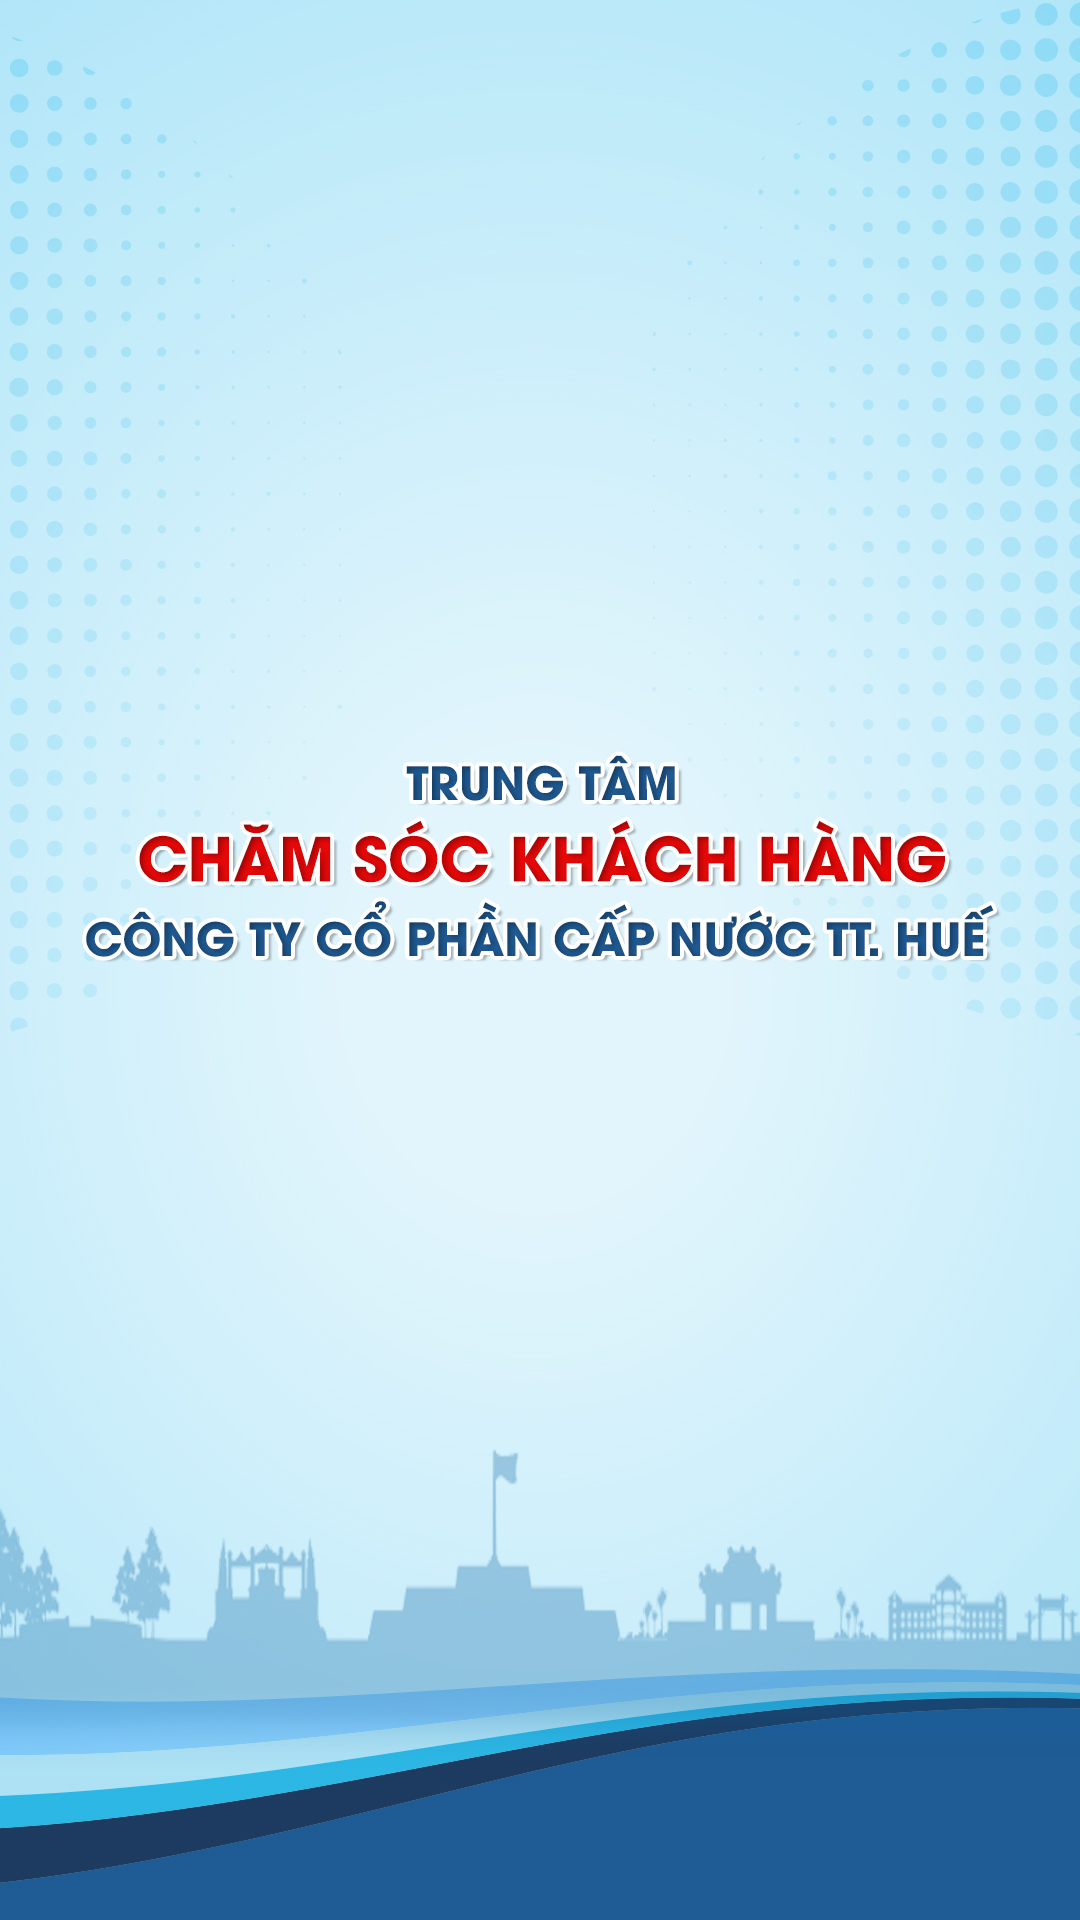 TRUNG TÂM
CHĂM SÓC KHÁCH HÀNG
CÔNG TY CỔ PHẦN CẤP NƯỚC TT. HUẾ